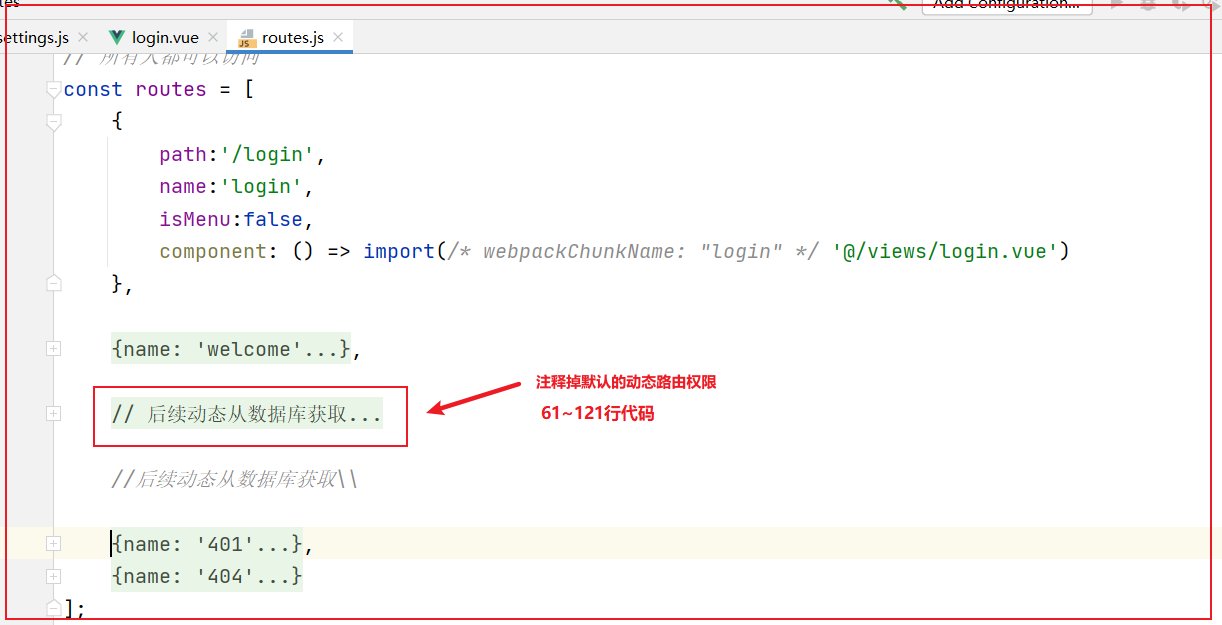 Add Configuration...
settings.js
login.vue
routes.js
// 所有人都可以访问
const routes = [
{
path:'/login',
name:'login',
isMenu:false,
component: () => import(/* webpackChunkName: "login" */ '@/views/login.vue')
},
{name: 'welcome'...},
注释掉默认的动态路由权限
// 后续动态从数据库获取...
61~121行代码
//后续动态从数据库获取\\
{name: '401'...},
{name: '404'...}
];